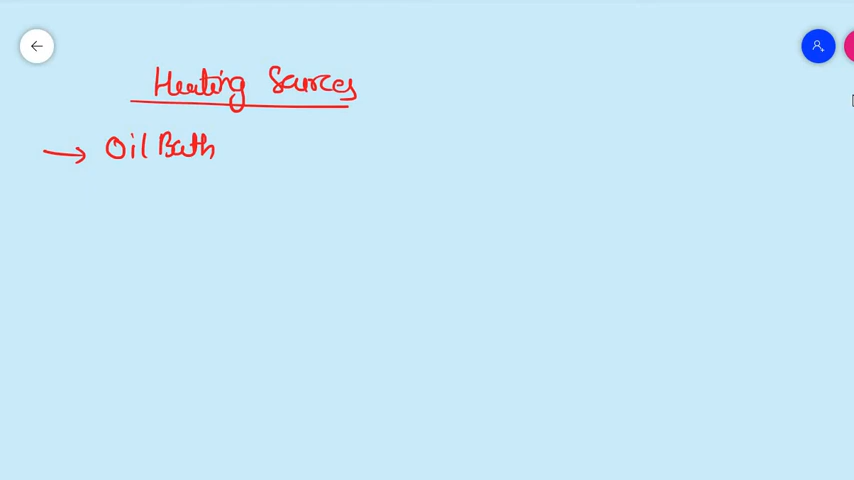 Heating Sources
→ Oil Bath